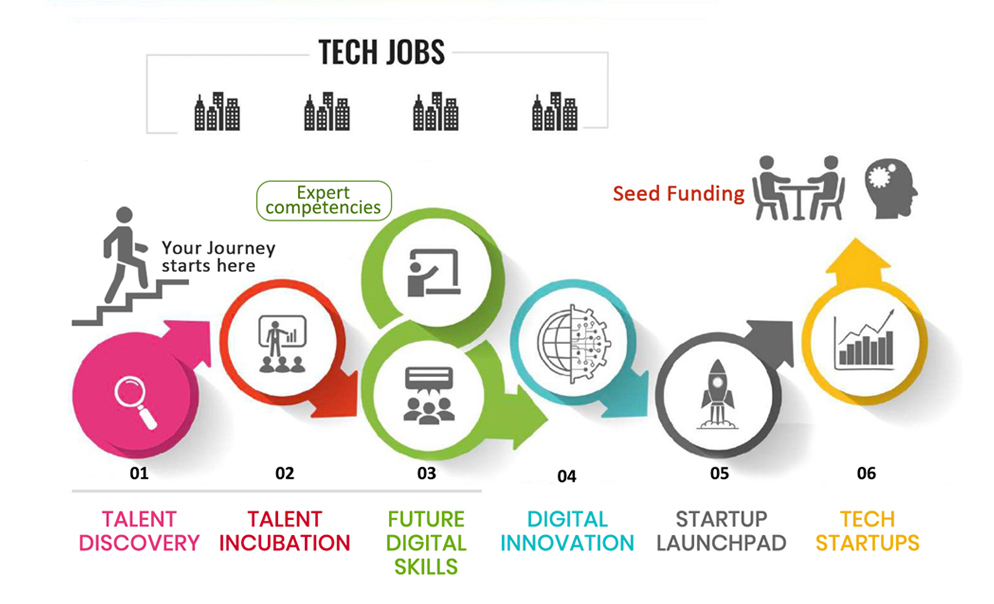 TECH JOBS
Expert
competencies
Seed Funding
Your Journey
starts here
01
02
03
04
05
06
TALENT
DISCOVERY
TALENT
INCUBATION
FUTURE
DIGITAL
SKILLS
DIGITAL
INNOVATION
STARTUP
LAUNCHPAD
TECH
STARTUPS